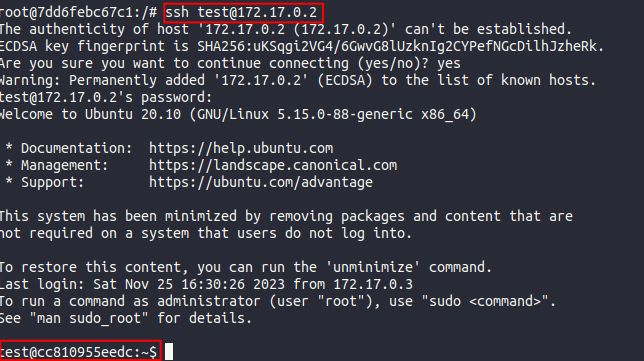 root@7dd6febc67c1:/# ssh test@172.17.0.2
The authenticity of host '172.17.0.2 (172.17.0.2)' can't be established.
ECDSA key fingerprint is SHA256:uKSqgi2VG4/6GwvG8lUzknIg2CYPefNGcDilhJzheRk.
Are you sure you want to continue connecting (yes/no)? yes
Warning: Permanently added '172.17.0.2' (ECDSA) to the list of known hosts.
test@172.17.0.2's password:
Welcome to Ubuntu 20.10 (GNU/Linux 5.15.0-88-generic x86_64)
* Documentation:  https://help.ubuntu.com
* Management:     https://landscape.canonical.com
* Support:        https://ubuntu.com/advantage
This system has been minimized by removing packages and content that are
not required on a system that users do not log into.
To restore this content, you can run the 'unminimize' command.
Last login: Sat Nov 25 16:30:26 2023 from 172.17.0.3
To run a command as administrator (user "root"), use "sudo <command>".
See "man sudo_root" for details.
test@cc810955eedc:~$